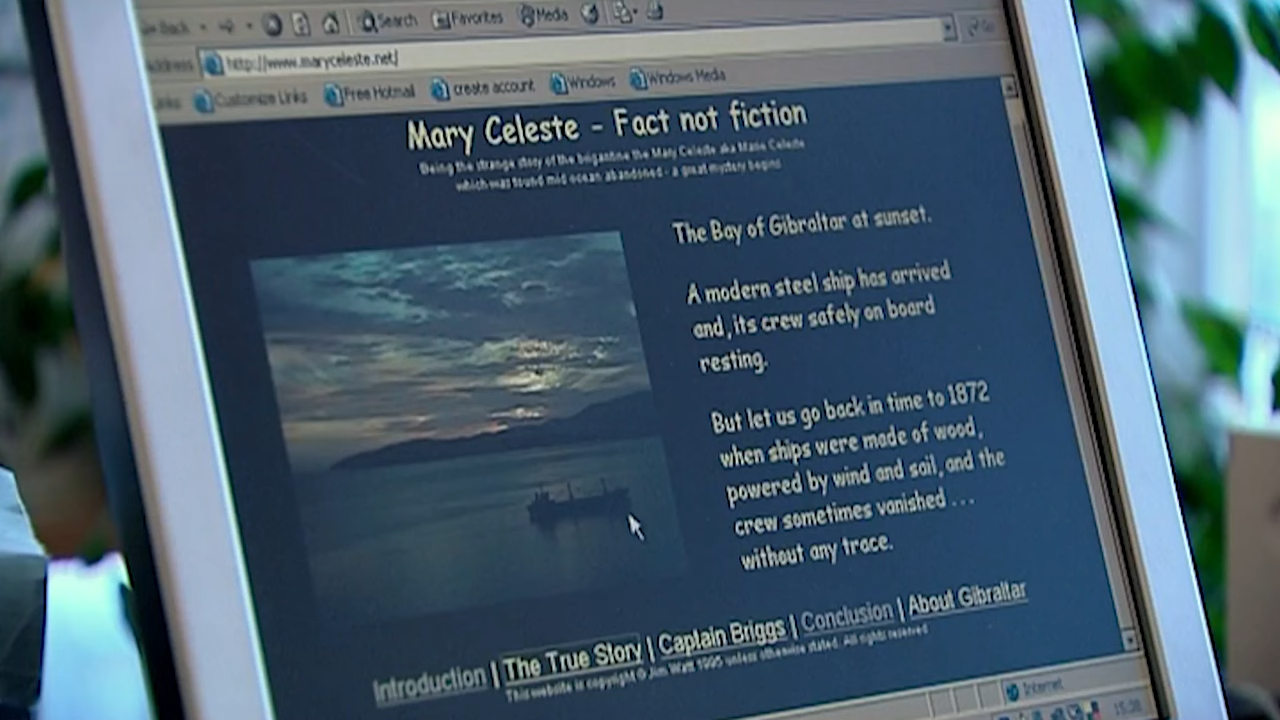 Back Search Favorites Media Go
Address http://www.maryceleste.net/
Links Customize Links Free Hotmail create account Windows Windows Media
Mary Celeste - Fact not fiction
Being the strange story of the brigantine the Mary Celeste aka Marie Celeste
which was found mid ocean abandoned - a great mystery begins
The Bay of Gibraltar at sunset.
A modern steel ship has arrived
and, its crew safely on board
resting.
But let us go back in time to 1872
when ships were made of wood,
powered by wind and sail, and the
crew sometimes vanished ...
without any trace.
Introduction | The True Story | Captain Briggs | Conclusion | About Gibraltar
This website is copyright © Jim Watt 1995 unless otherwise stated. All rights reserved
Internet